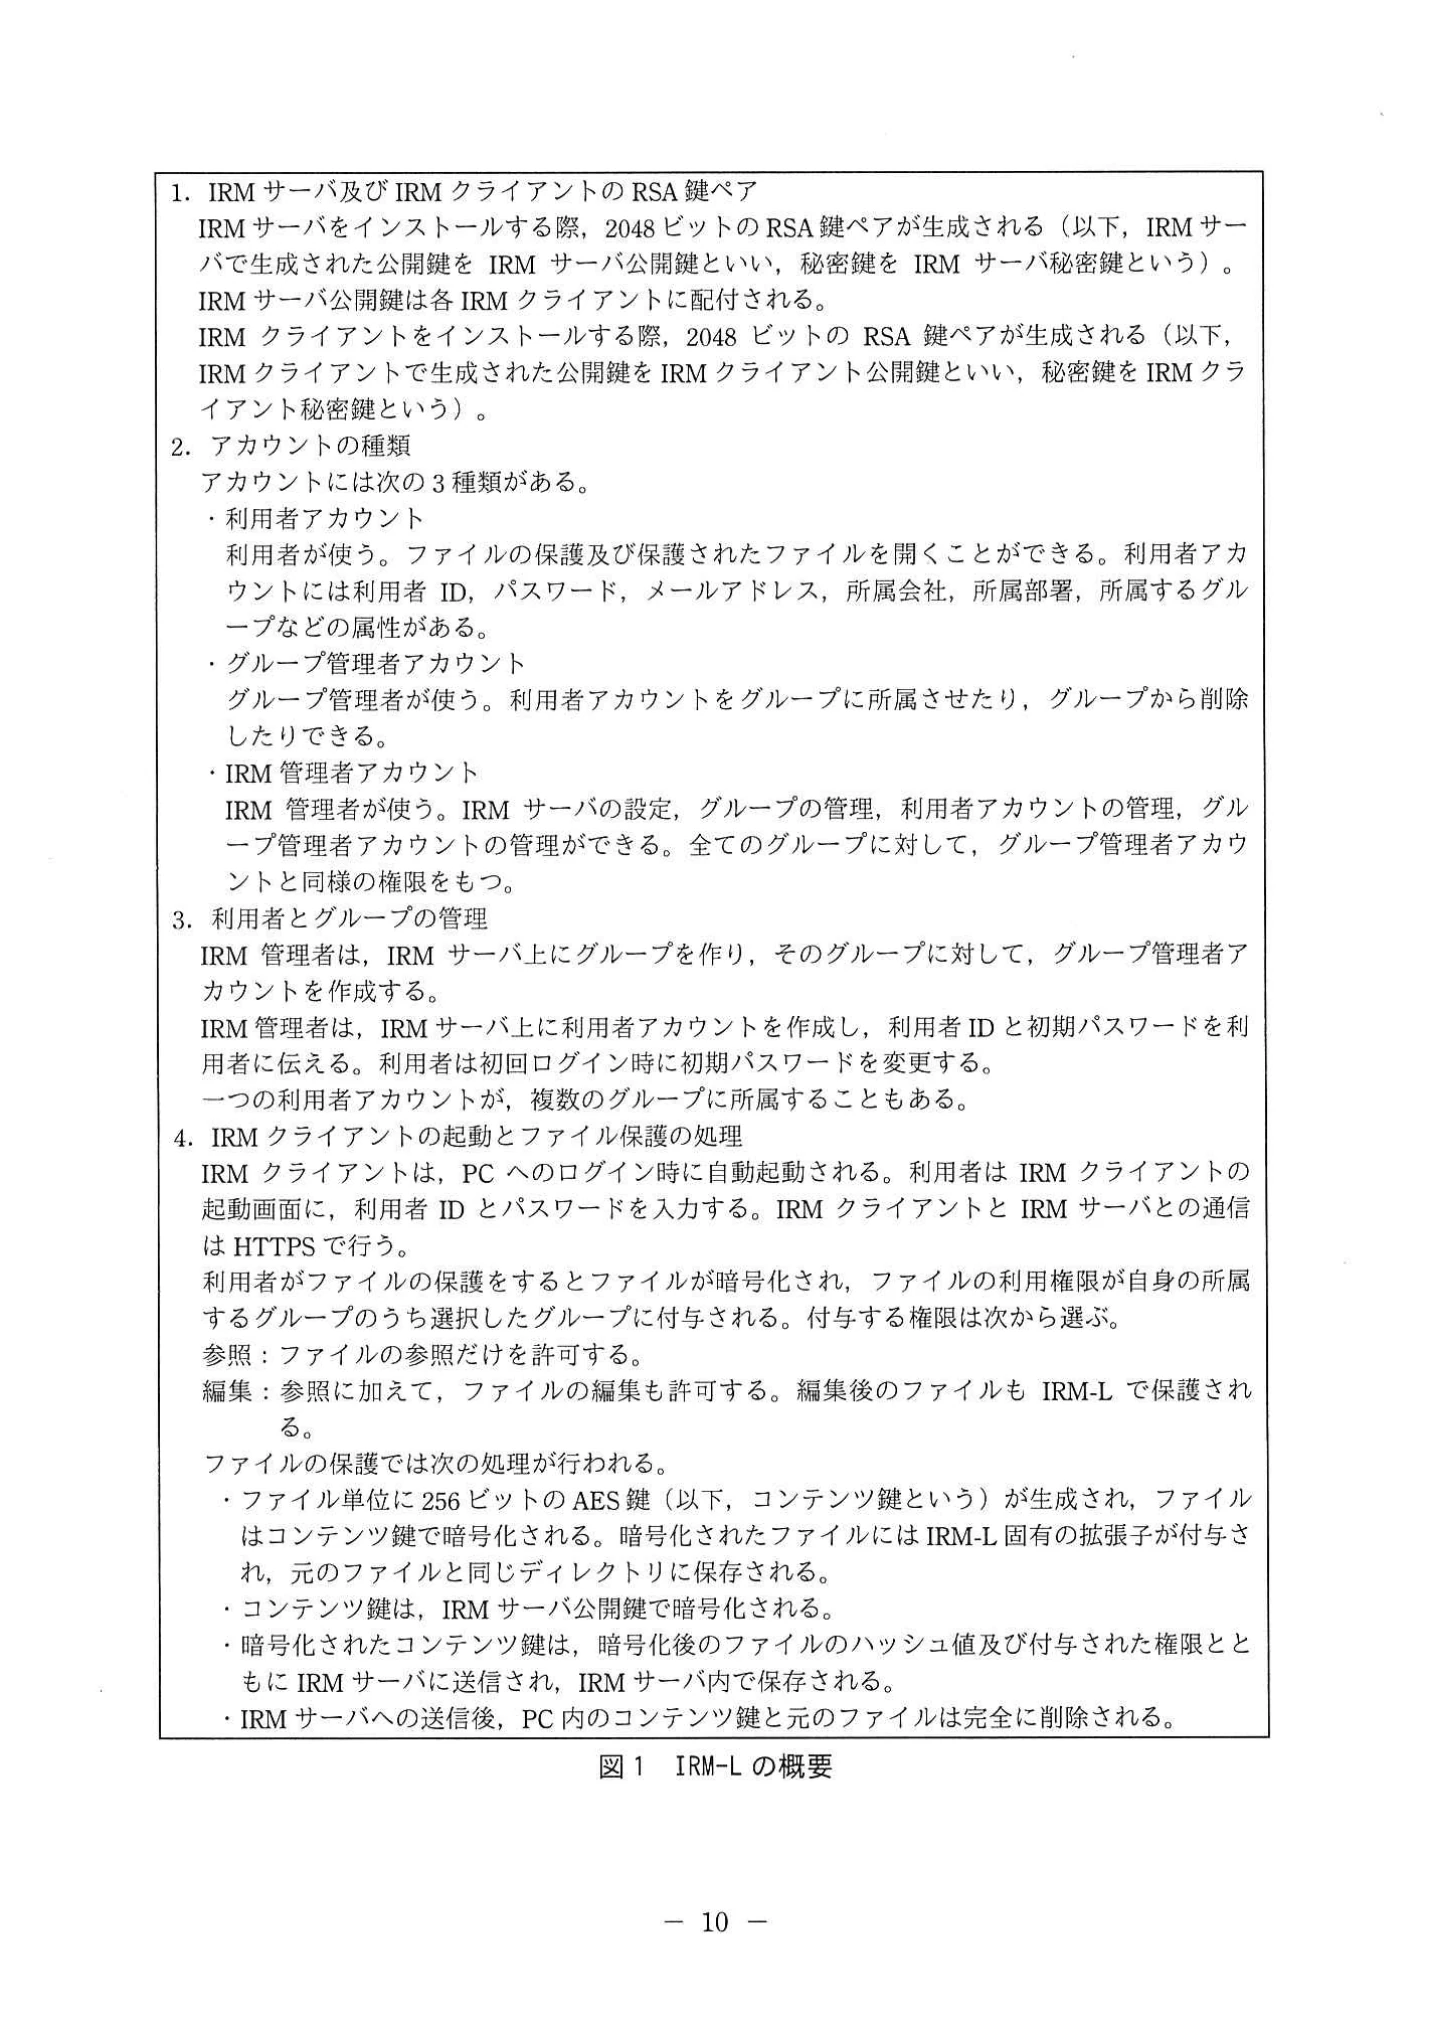 1．IRM サーバ及び IRM クライアントの RSA 鍵ペア
IRM サーバをインストールする際，2048 ビットの RSA 鍵ペアが生成される（以下，IRM サー
バで生成された公開鍵を IRM サーバ公開鍵といい，秘密鍵を IRM サーバ秘密鍵という）。
IRM サーバ公開鍵は各 IRM クライアントに配付される。
IRM クライアントをインストールする際，2048 ビットの RSA 鍵ペアが生成される（以下，
IRM クライアントで生成された公開鍵を IRM クライアント公開鍵といい，秘密鍵を IRM クラ
イアント秘密鍵という）。
2．アカウントの種類
アカウントには次の 3 種類がある。
・利用者アカウント
利用者が使う。ファイルの保護及び保護されたファイルを開くことができる。利用者アカ
ウントには利用者 ID，パスワード，メールアドレス，所属会社，所属部署，所属するグル
ープなどの属性がある。
・グループ管理者アカウント
グループ管理者が使う。利用者アカウントをグループに所属させたり，グループから削除
したりできる。
・IRM 管理者アカウント
IRM 管理者が使う。IRM サーバの設定，グループの管理，利用者アカウントの管理，グル
ープ管理者アカウントの管理ができる。全てのグループに対して，グループ管理者アカウ
ントと同様の権限をもつ。
3．利用者とグループの管理
IRM 管理者は，IRM サーバ上にグループを作り，そのグループに対して，グループ管理者ア
カウントを作成する。
IRM 管理者は，IRM サーバ上に利用者アカウントを作成し，利用者 ID と初期パスワードを利
用者に伝える。利用者は初回ログイン時に初期パスワードを変更する。
一つの利用者アカウントが，複数のグループに所属することもある。
4．IRM クライアントの起動とファイル保護の処理
IRM クライアントは，PC へのログイン時に自動起動される。利用者は IRM クライアントの
起動画面に，利用者 ID とパスワードを入力する。IRM クライアントと IRM サーバとの通信
は HTTPS で行う。
利用者がファイルの保護をするとファイルが暗号化され，ファイルの利用権限が自身の所属
するグループのうち選択したグループに付与される。付与する権限は次から選ぶ。
参照：ファイルの参照だけを許可する。
編集：参照に加えて，ファイルの編集も許可する。編集後のファイルも IRM-L で保護され
る。
ファイルの保護では次の処理が行われる。
・ファイル単位に 256 ビットの AES 鍵（以下，コンテンツ鍵という）が生成され，ファイル
はコンテンツ鍵で暗号化される。暗号化されたファイルには IRM-L 固有の拡張子が付与さ
れ，元のファイルと同じディレクトリに保存される。
・コンテンツ鍵は，IRM サーバ公開鍵で暗号化される。
・暗号化されたコンテンツ鍵は，暗号化後のファイルのハッシュ値及び付与された権限とと
もに IRM サーバに送信され，IRM サーバ内で保存される。
・IRM サーバへの送信後，PC 内のコンテンツ鍵と元のファイルは完全に削除される。
図 1　IRM-L の概要
－ 10 －